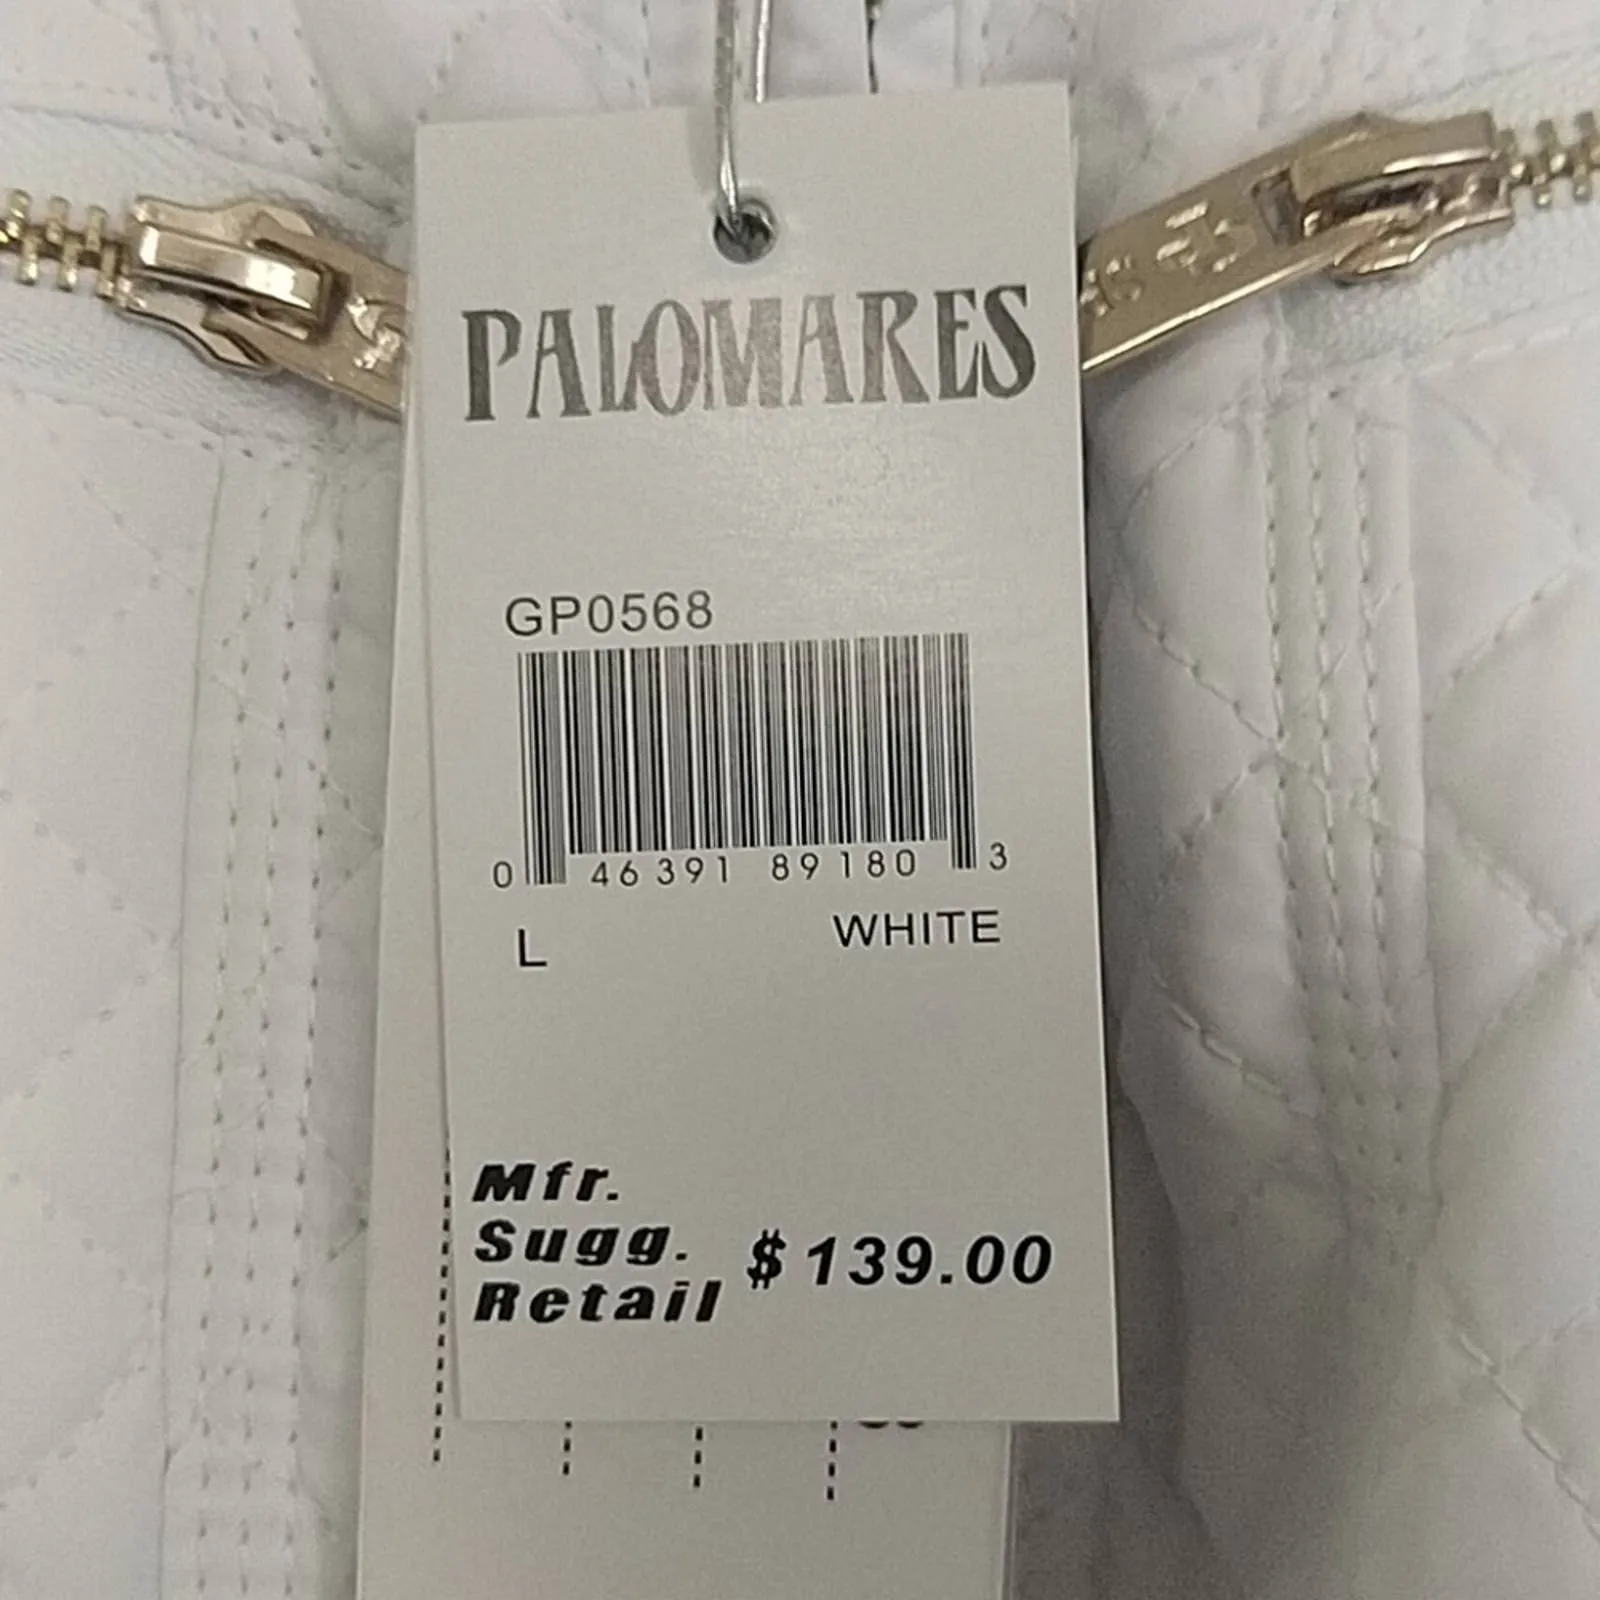 PALOMARES
GP0568
0 46391 89180 3
L WHITE
Mfr.
Sugg.
Retail $139.00